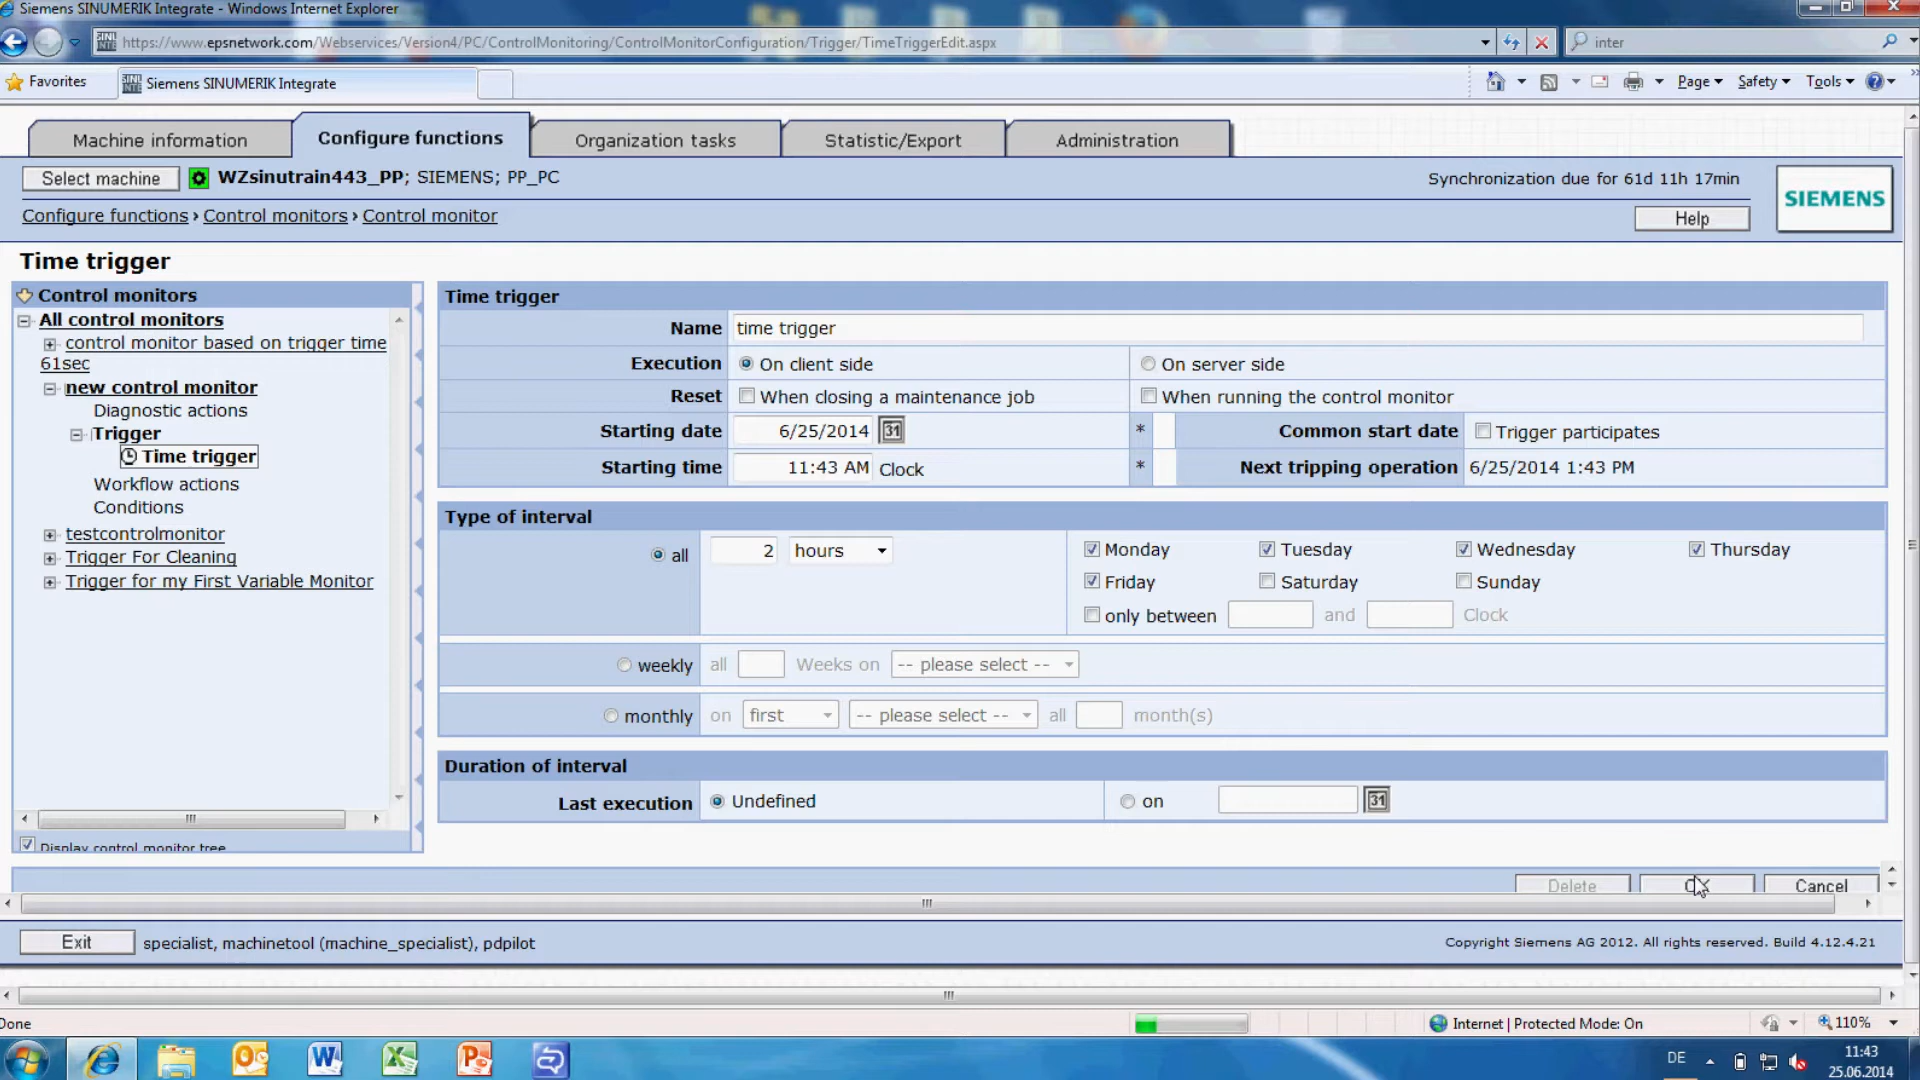 Siemens SINUMERIK Integrate - Windows Internet Explorer
https://www.epsnetwork.com/Webservices/Version4/PC/ControlMonitoring/ControlMonitorConfiguration/Trigger/TimeTriggerEdit.aspx
inter
Favorites
Siemens SINUMERIK Integrate
Page
Safety
Tools
Machine information
Configure functions
Organization tasks
Statistic/Export
Administration
Select machine
WZsinutrain443_PP; SIEMENS; PP_PC
Synchronization due for 61d 11h 17min
SIEMENS
Configure functions › Control monitors › Control monitor
Help
Time trigger
Control monitors
All control monitors
control monitor based on trigger time
61sec
new control monitor
Diagnostic actions
Trigger
Time trigger
Workflow actions
Conditions
testcontrolmonitor
Trigger For Cleaning
Trigger for my First Variable Monitor
Display control monitor tree
Time trigger
Name time trigger
Execution On client side On server side
Reset When closing a maintenance job When running the control monitor
Starting date 6/25/2014 31 * Common start date Trigger participates
Starting time 11:43 AM Clock * Next tripping operation 6/25/2014 1:43 PM
Type of interval
all 2 hours Monday Tuesday Wednesday Thursday
Friday Saturday Sunday
only between and Clock
weekly all Weeks on -- please select --
monthly on first -- please select -- all month(s)
Duration of interval
Last execution Undefined on 31
Delete OK Cancel
Exit specialist, machinetool (machine_specialist), pdpilot
Copyright Siemens AG 2012. All rights reserved. Build 4.12.4.21
Done
Internet | Protected Mode: On
110%
DE
11:43
25.06.2014